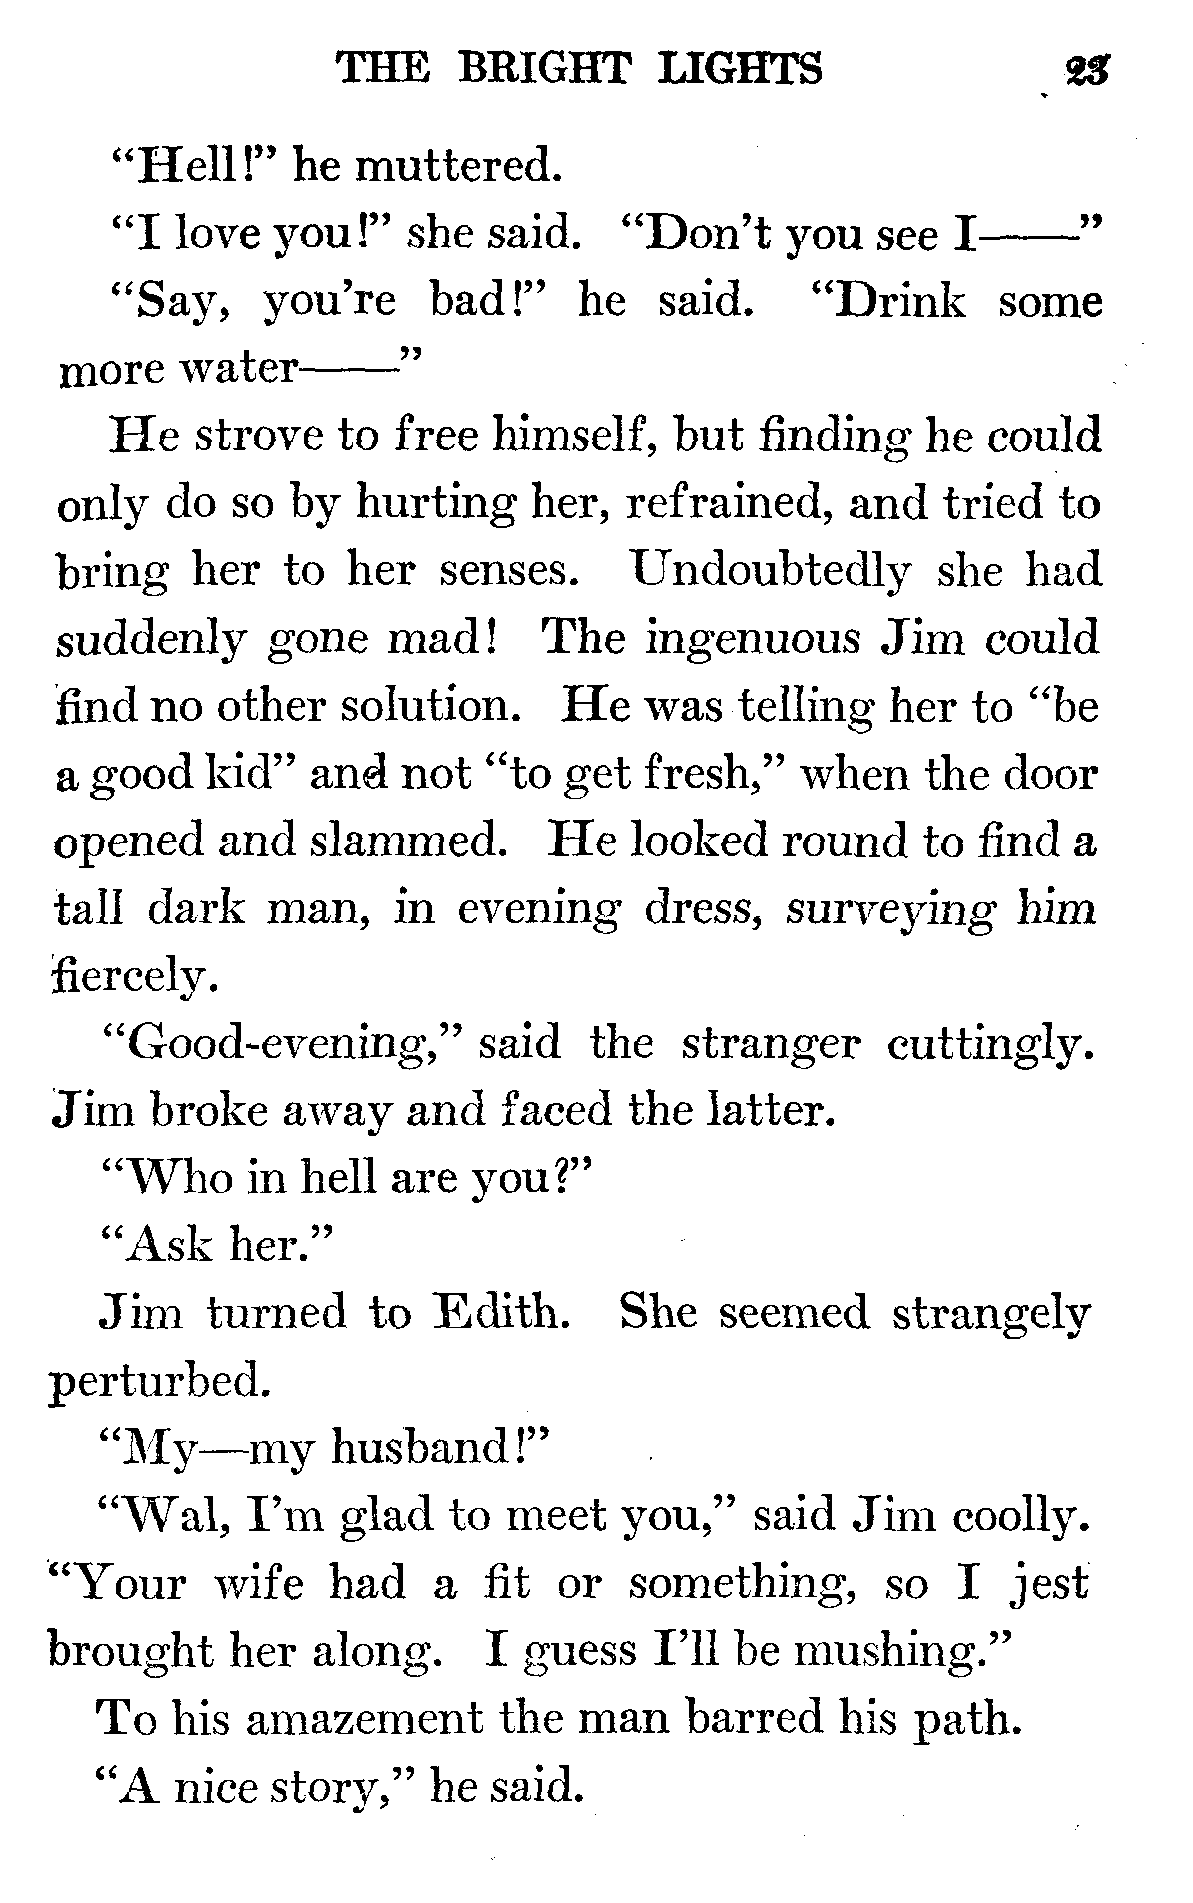 THE BRIGHT LIGHTS 23
“Hell!” he muttered.
“I love you!” she said. “Don’t you see I——”
“Say, you’re bad!” he said. “Drink some
more water——”
He strove to free himself, but finding he could
only do so by hurting her, refrained, and tried to
bring her to her senses. Undoubtedly she had
suddenly gone mad! The ingenuous Jim could
find no other solution. He was telling her to “be
a good kid” and not “to get fresh,” when the door
opened and slammed. He looked round to find a
tall dark man, in evening dress, surveying him
fiercely.
“Good-evening,” said the stranger cuttingly.
Jim broke away and faced the latter.
“Who in hell are you?”
“Ask her.”
Jim turned to Edith. She seemed strangely
perturbed.
“My—my husband!”
“Wal, I’m glad to meet you,” said Jim coolly.
“Your wife had a fit or something, so I jest
brought her along. I guess I’ll be mushing.”
To his amazement the man barred his path.
“A nice story,” he said.